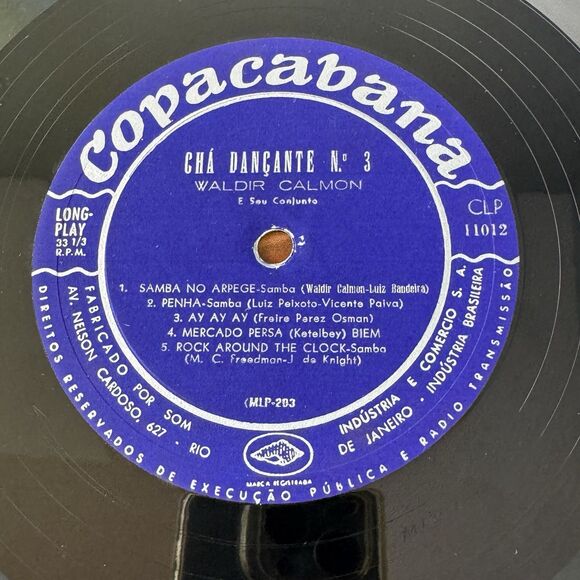 Copacabana
CHÁ DANÇANTE N.º 3
WALDIR CALMON
E Seu Conjunto
LONG-
PLAY
33 1/3
R.P.M.
CLP
11012
1. SAMBA NO ARPEGE-Samba (Waldir Calmon-Luiz Bandeira)
2. PENHA-Samba (Luiz Peixoto-Vicente Paiva)
3. AY AY AY (Freire Perez Osman)
4. MERCADO PERSA (Ketelbey) BIEM
5. ROCK AROUND THE CLOCK-Samba
(M. C. Freedman-J de Knight)
(MLP-203
FABRICADO POR SOM INDÚSTRIA E COMERCIO S. A.
AV. NELSON CARDOSO, 627 - RIO DE JANEIRO - INDÚSTRIA BRASILEIRA
MARCA REGISTRADA
DIREITOS RESERVADOS DE EXECUÇÃO PÚBLICA E RADIO TRANSMISSÃO